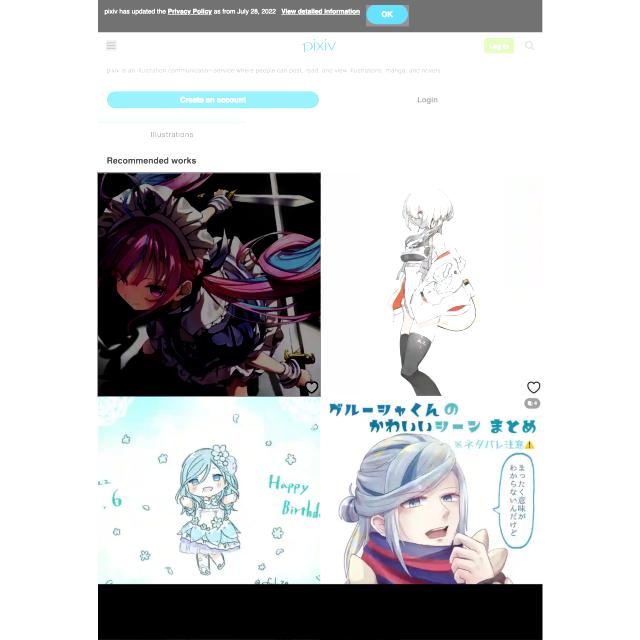 pixiv has updated the Privacy Policy as from July 28, 2022 View detailed information OK
pixiv
Log in
pixiv is an illustration communication service where people can post, read, and view illustrations, manga, and novels.
Create an account
Login
Illustrations
Recommended works
4
グルーシャくんの
かわいいシーン まとめ
※ネタバレ注意⚠
まったく意味が
わからないんだけど
.6
Happy
Birthd